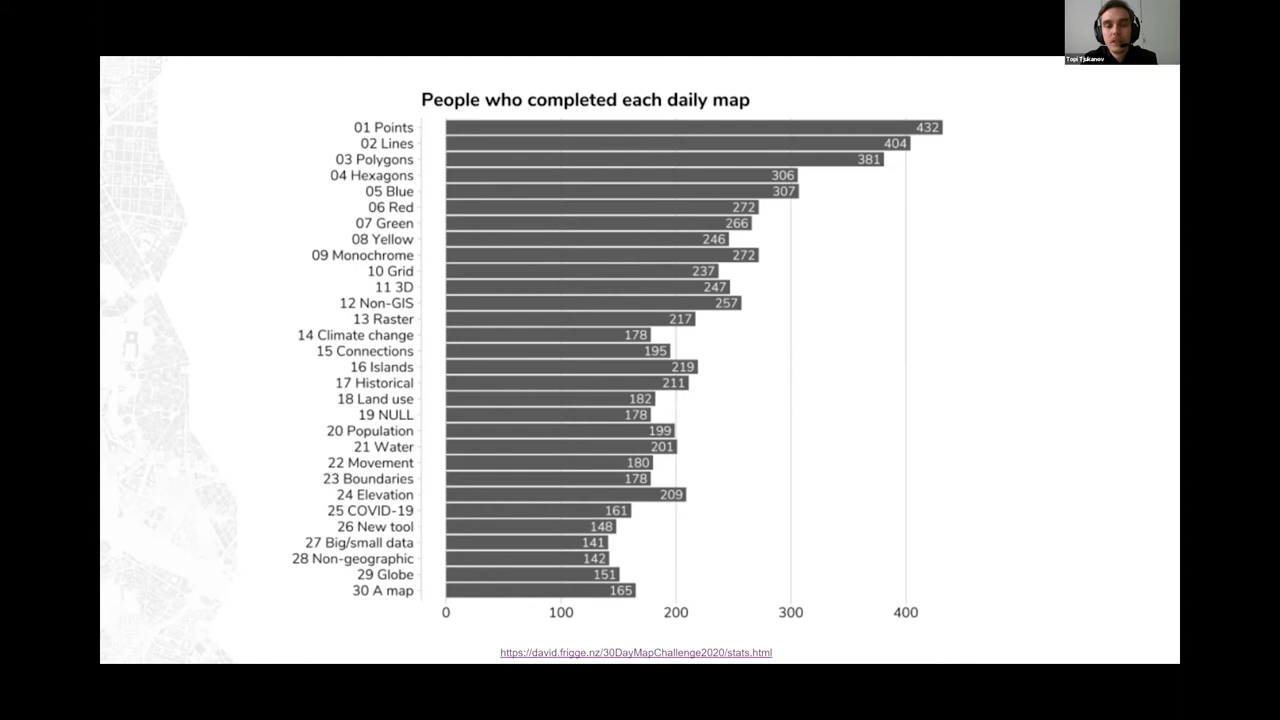 Topi Tjukanov
People who completed each daily map
01 Points 432
02 Lines 404
03 Polygons 381
04 Hexagons 306
05 Blue 307
06 Red 272
07 Green 266
08 Yellow 246
09 Monochrome 272
10 Grid 237
11 3D 247
12 Non-GIS 257
13 Raster 217
14 Climate change 178
15 Connections 195
16 Islands 219
17 Historical 211
18 Land use 182
19 NULL 178
20 Population 199
21 Water 201
22 Movement 180
23 Boundaries 178
24 Elevation 209
25 COVID-19 161
26 New tool 148
27 Big/small data 141
28 Non-geographic 142
29 Globe 151
30 A map 165
0 100 200 300 400
https://david.frigge.nz/30DayMapChallenge2020/stats.html